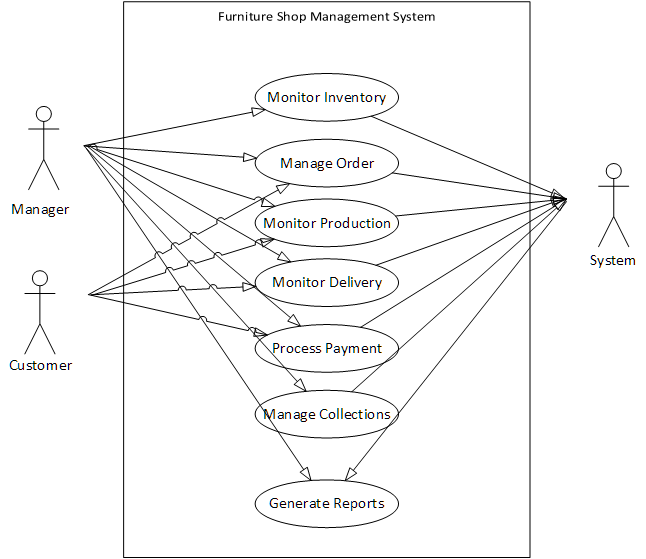 Furniture Shop Management System
Monitor Inventory
Manage Order
Manager
Monitor Production
System
Monitor Delivery
Customer
Process Payment
Manage Collections
Generate Reports